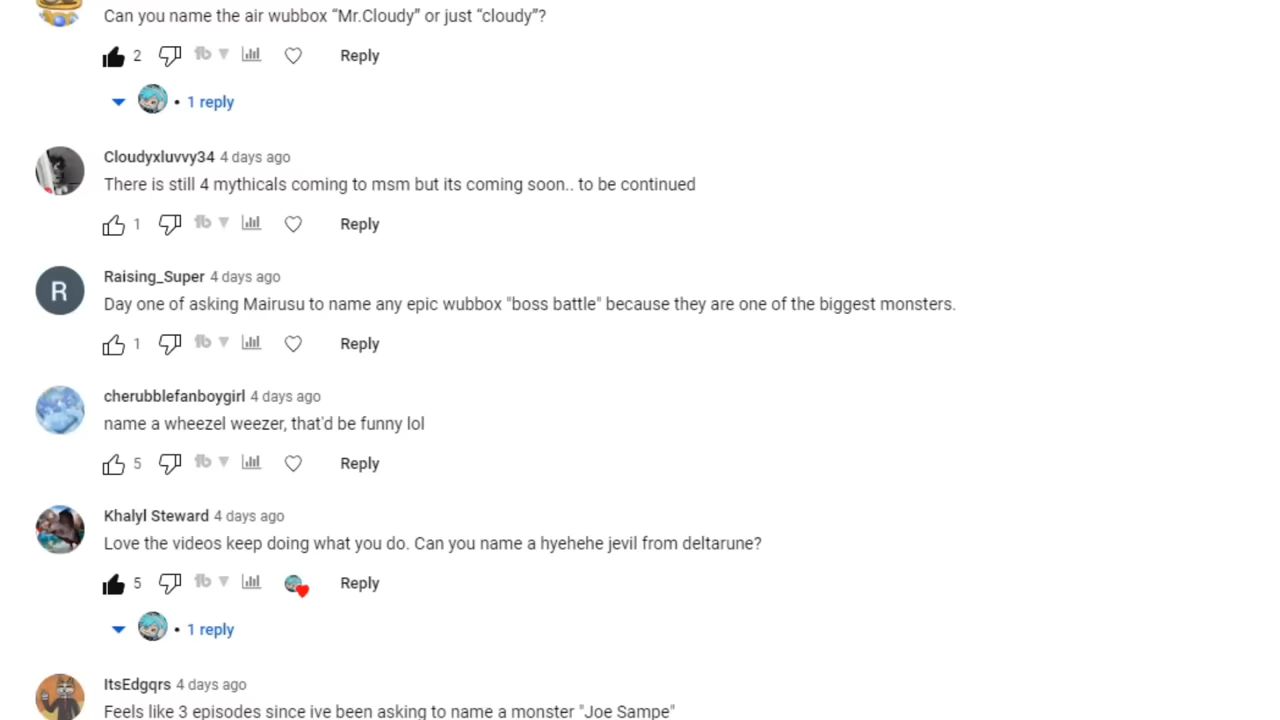 Can you name the air wubbox “Mr.Cloudy” or just “cloudy”?
2
Reply
• 1 reply
Cloudyxluvvy34 4 days ago
There is still 4 mythicals coming to msm but its coming soon.. to be continued
1
Reply
Raising_Super 4 days ago
R
Day one of asking Mairusu to name any epic wubbox "boss battle" because they are one of the biggest monsters.
1
Reply
cherubblefanboygirl 4 days ago
name a wheezel weezer, that'd be funny lol
5
Reply
Khalyl Steward 4 days ago
Love the videos keep doing what you do. Can you name a hyehehe jevil from deltarune?
5
Reply
• 1 reply
ItsEdgqrs 4 days ago
Feels like 3 episodes since ive been asking to name a monster "Joe Sampe"